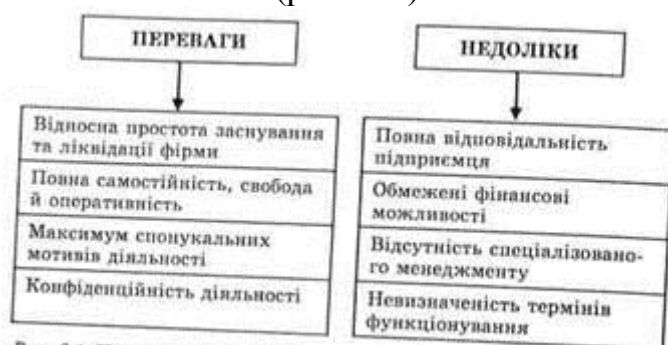 ПЕРЕВАГИ
Відносна простота заснування
та ліквідації фірми
Повна самостійність, свобода
й оперативність
Максимум спонукальних
мотивів діяльності
Конфіденційність діяльності
НЕДОЛІКИ
Повна відповідальність
підприємця
Обмежені фінансові
можливості
Відсутність спеціалізовано-
го менеджменту
Невизначеність термінів
функціонування